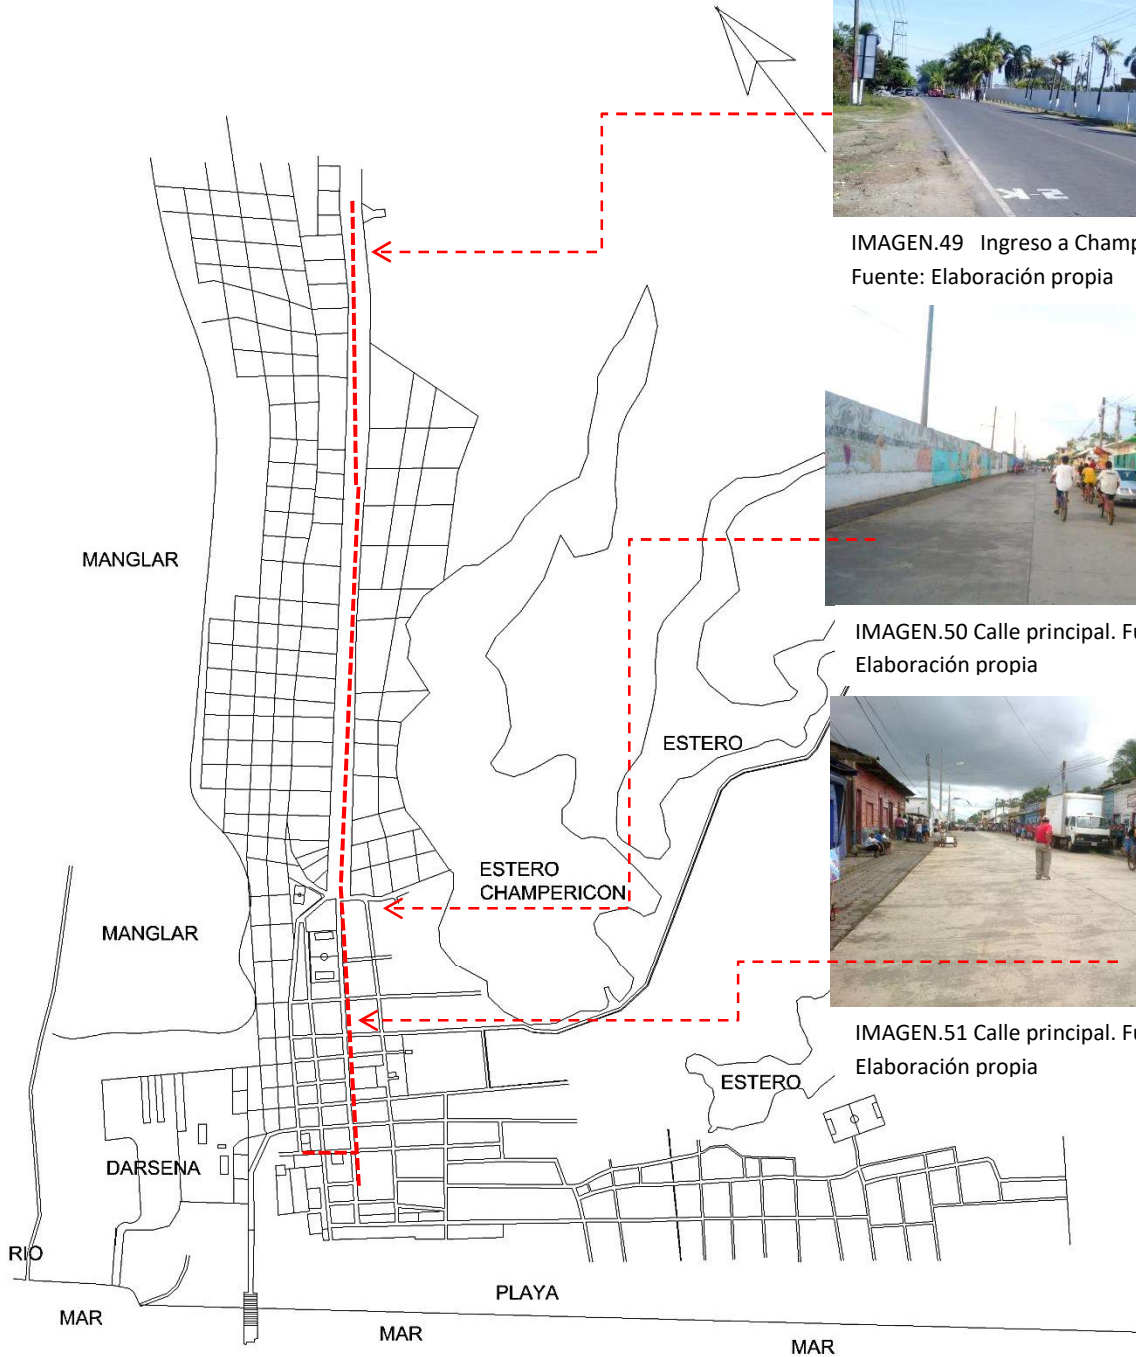 IMAGEN.49 Ingreso a Champ
Fuente: Elaboración propia
MANGLAR
IMAGEN.50 Calle principal. Fu
Elaboración propia
ESTERO
ESTERO
CHAMPERICON
MANGLAR
IMAGEN.51 Calle principal. Fu
Elaboración propia
ESTERO
DARSENA
RIO
PLAYA
MAR
MAR
MAR